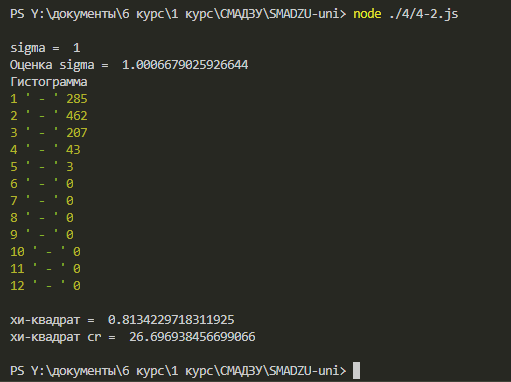 PS Y:\документы\6 курс\1 курс\СМАДЗУ\SMADZU-uni> node ./4/4-2.js
sigma =  1
Оценка sigma =  1.0006679025926644
Гистограмма
1 ' - ' 285
2 ' - ' 462
3 ' - ' 207
4 ' - ' 43
5 ' - ' 3
6 ' - ' 0
7 ' - ' 0
8 ' - ' 0
9 ' - ' 0
10 ' - ' 0
11 ' - ' 0
12 ' - ' 0
хи-квадрат =  0.8134229718311925
хи-квадрат cr =  26.696938456699066
PS Y:\документы\6 курс\1 курс\СМАДЗУ\SMADZU-uni>